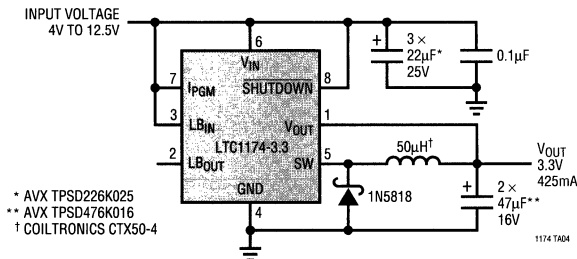 INPUT VOLTAGE
4V TO 12.5V
6
VIN
3 ×
22µF*
25V
0.1µF
7
IPGM
SHUTDOWN
8
3
LBIN
VOUT
1
LTC1174-3.3
2
LBOUT
SW
5
50µH†
VOUT
3.3V
425mA
GND
4
1N5818
2 ×
47µF**
16V
* AVX TPSD226K025
** AVX TPSD476K016
† COILTRONICS CTX50-4
1174 TA04